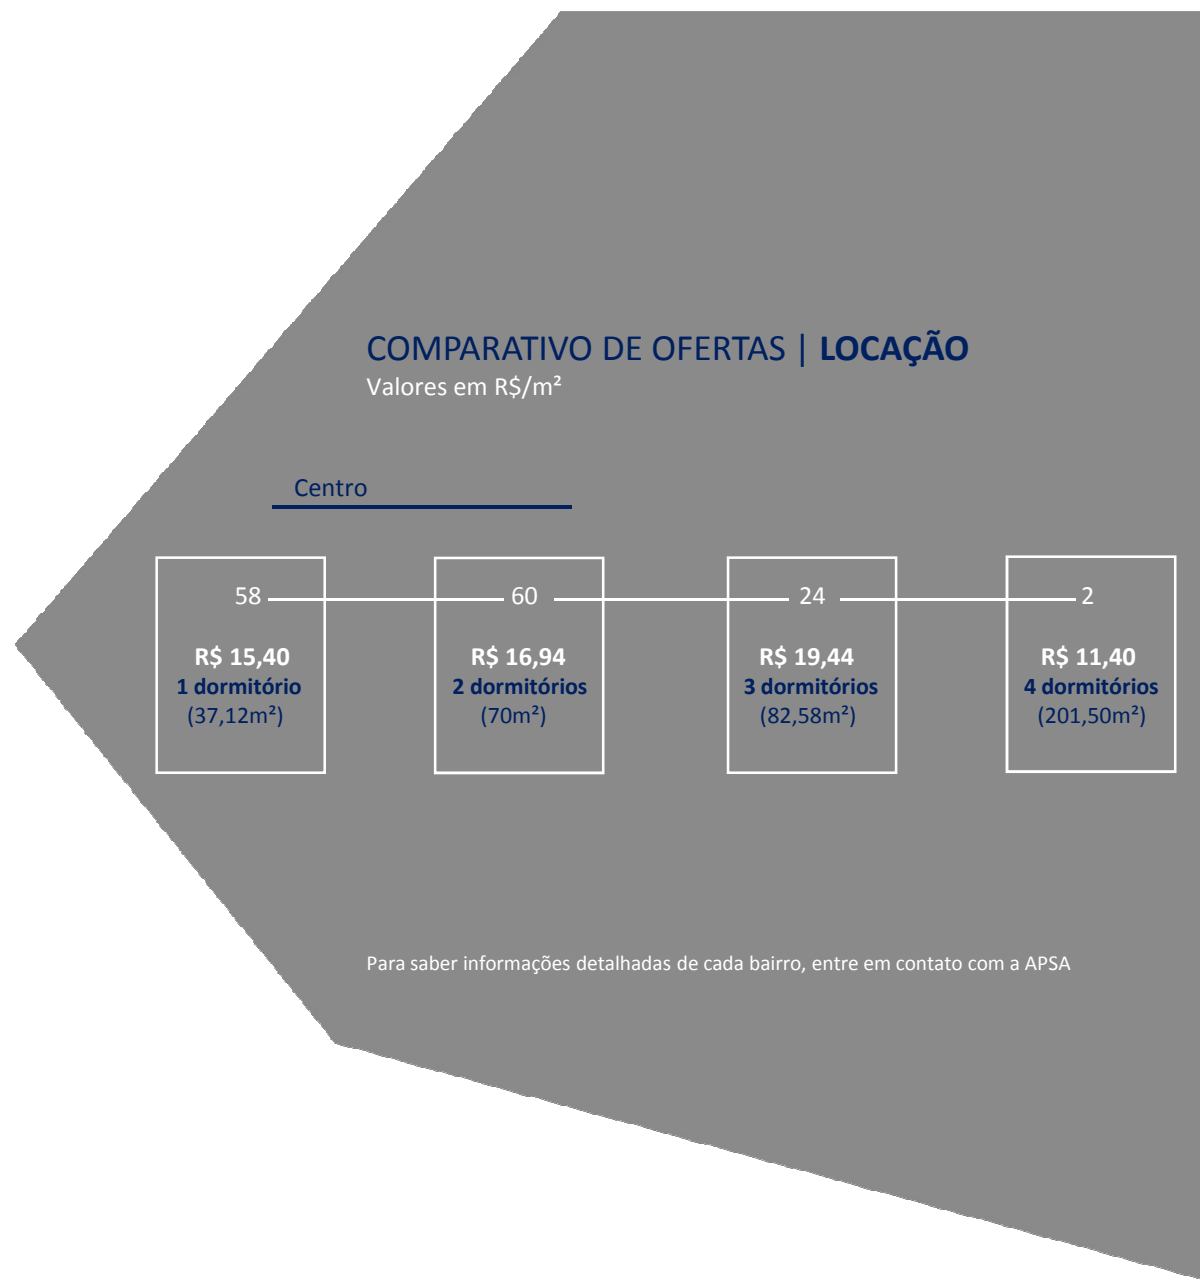 COMPARATIVO DE OFERTAS | LOCAÇÃO
Valores em R$/m²
Centro
58
R$ 15,40
1 dormitório
(37,12m²)
60
R$ 16,94
2 dormitórios
(70m²)
24
R$ 19,44
3 dormitórios
(82,58m²)
2
R$ 11,40
4 dormitórios
(201,50m²)
Para saber informações detalhadas de cada bairro, entre em contato com a APSA